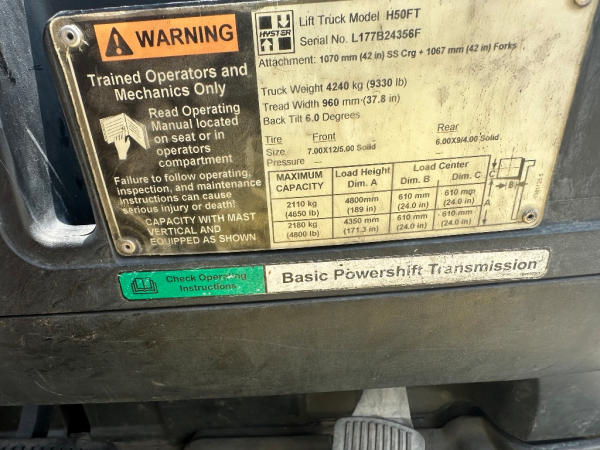 WARNING
Trained Operators and
Mechanics Only
Read Operating
Manual located
on seat or in
operators
compartment
Failure to follow operating,
inspection, and maintenance
instructions can cause
serious injury or death!
CAPACITY WITH MAST
VERTICAL AND
EQUIPPED AS SHOWN
HYSTER
Lift Truck Model H50FT
Serial No. L177B24356F
Attachment: 1070 mm (42 in) SS Crg + 1067 mm (42 in) Forks
Truck Weight 4240 kg (9330 lb)
Tread Width 960 mm (37.8 in)
Back Tilt 6.0 Degrees
Tire Front Rear
Size 7.00X12/5.00 Solid 6.00X9/4.00 Solid
Pressure
MAXIMUM CAPACITY Load Height Dim. A Load Center Dim. B Dim. C
2110 kg (4650 lb) 4800mm (189 in) 610 mm (24.0 in) 610 mm (24.0 in)
2180 kg (4800 lb) 4350 mm (171.3 in) 610 mm (24.0 in) 610 mm (24.0 in)
C
B
A
Check Operating
Instructions
Basic Powershift Transmission